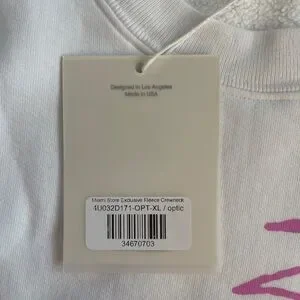 Designed in Los Angeles
Made in USA
Miami Store Exclusive Fleece Crewneck
4U032D171-OPT-XL / optic
34670703